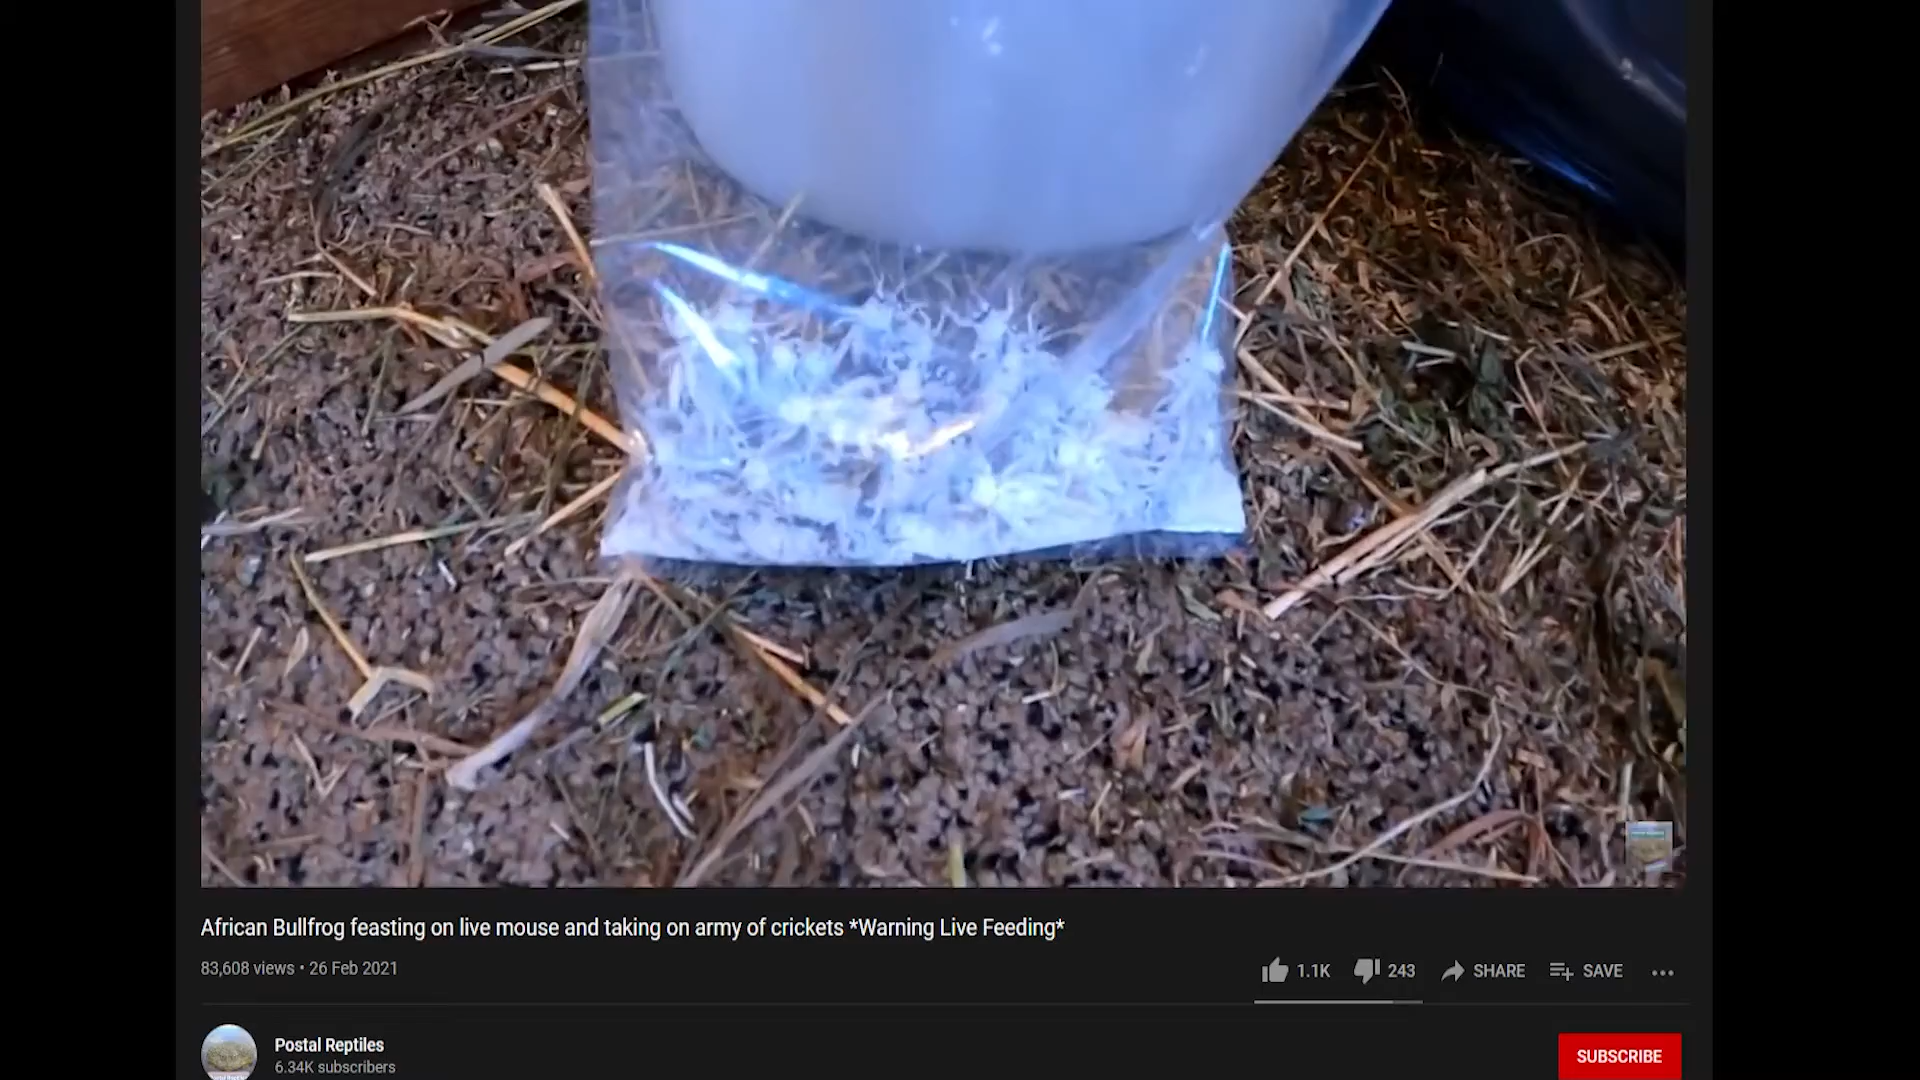 African Bullfrog feasting on live mouse and taking on army of crickets *Warning Live Feeding*
83,608 views • 26 Feb 2021
1.1K 243 SHARE SAVE
Postal Reptiles
6.34K subscribers
SUBSCRIBE